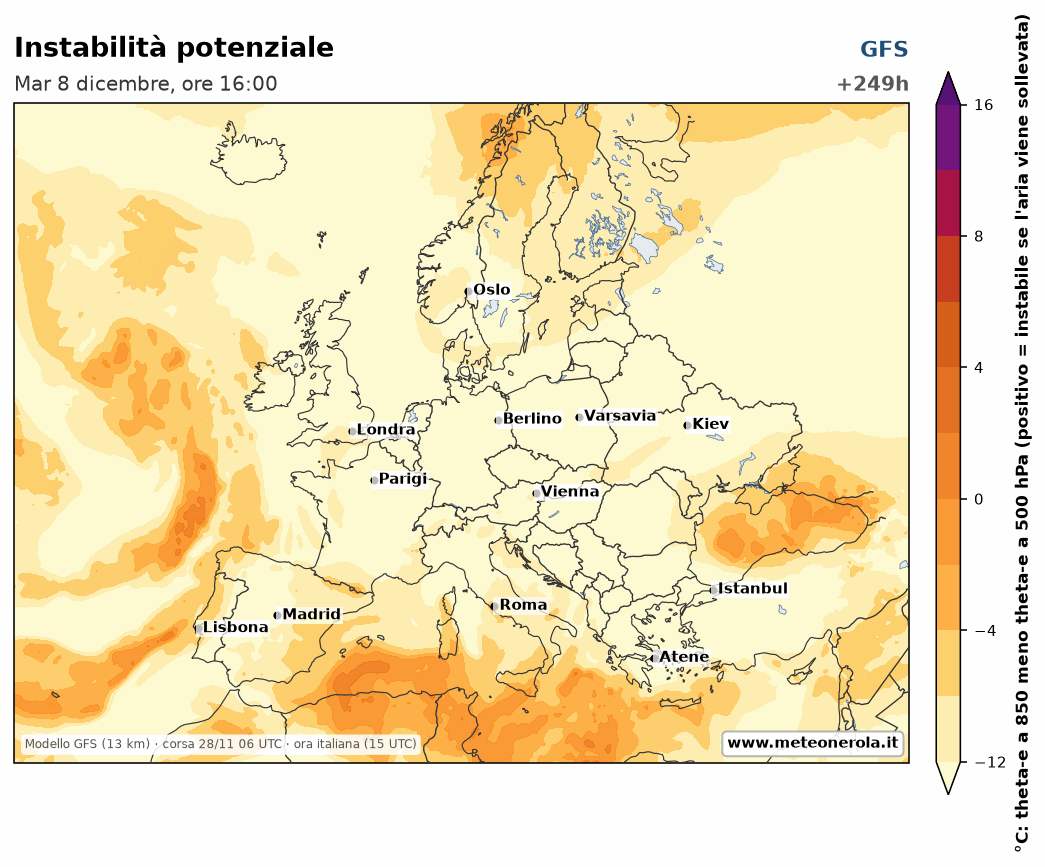 Instabilità potenziale
GFS
Mar 8 dicembre, ore 16:00
+249h
Oslo
Londra
Berlino
Varsavia
Kiev
Parigi
Vienna
Istanbul
Roma
Madrid
Lisbona
Atene
Modello GFS (13 km) · corsa 28/11 06 UTC · ora italiana (15 UTC)
www.meteonerola.it
16
8
4
0
−4
−12
°C: theta-e a 850 meno theta-e a 500 hPa (positivo = instabile se l'aria viene sollevata)